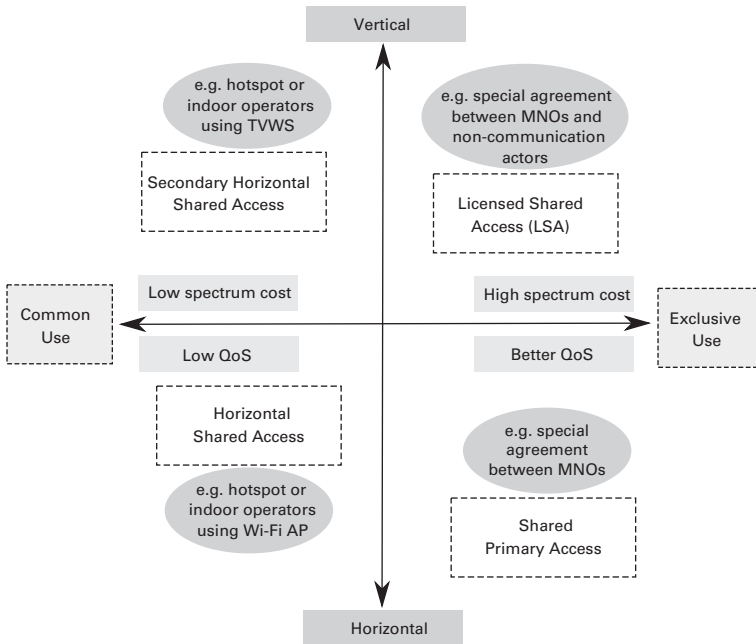 Vertical
e.g. hotspot or
indoor operators
using TVWS
e.g. special agreement
between MNOs and
non-communication
actors
Secondary Horizontal
Shared Access
Licensed Shared
Access (LSA)
Low spectrum cost
High spectrum cost
Common
Use
Exclusive
Use
Low QoS
Better QoS
Horizontal
Shared Access
e.g. special
agreement
between MNOs
e.g. hotspot or
indoor operators
using Wi-Fi AP
Shared
Primary Access
Horizontal